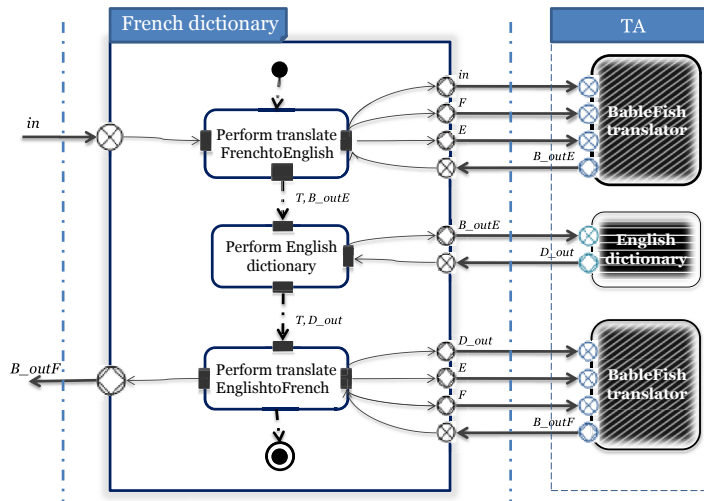 French dictionary
TA
in
in
F
E
B_outE
BableFish
translator
Perform translate
FrenchtoEnglish
T, B_outE
B_outE
D_out
English
dictionary
Perform English
dictionary
T, D_out
D_out
E
F
B_outF
BableFish
translator
Perform translate
EnglishtoFrench
B_outF